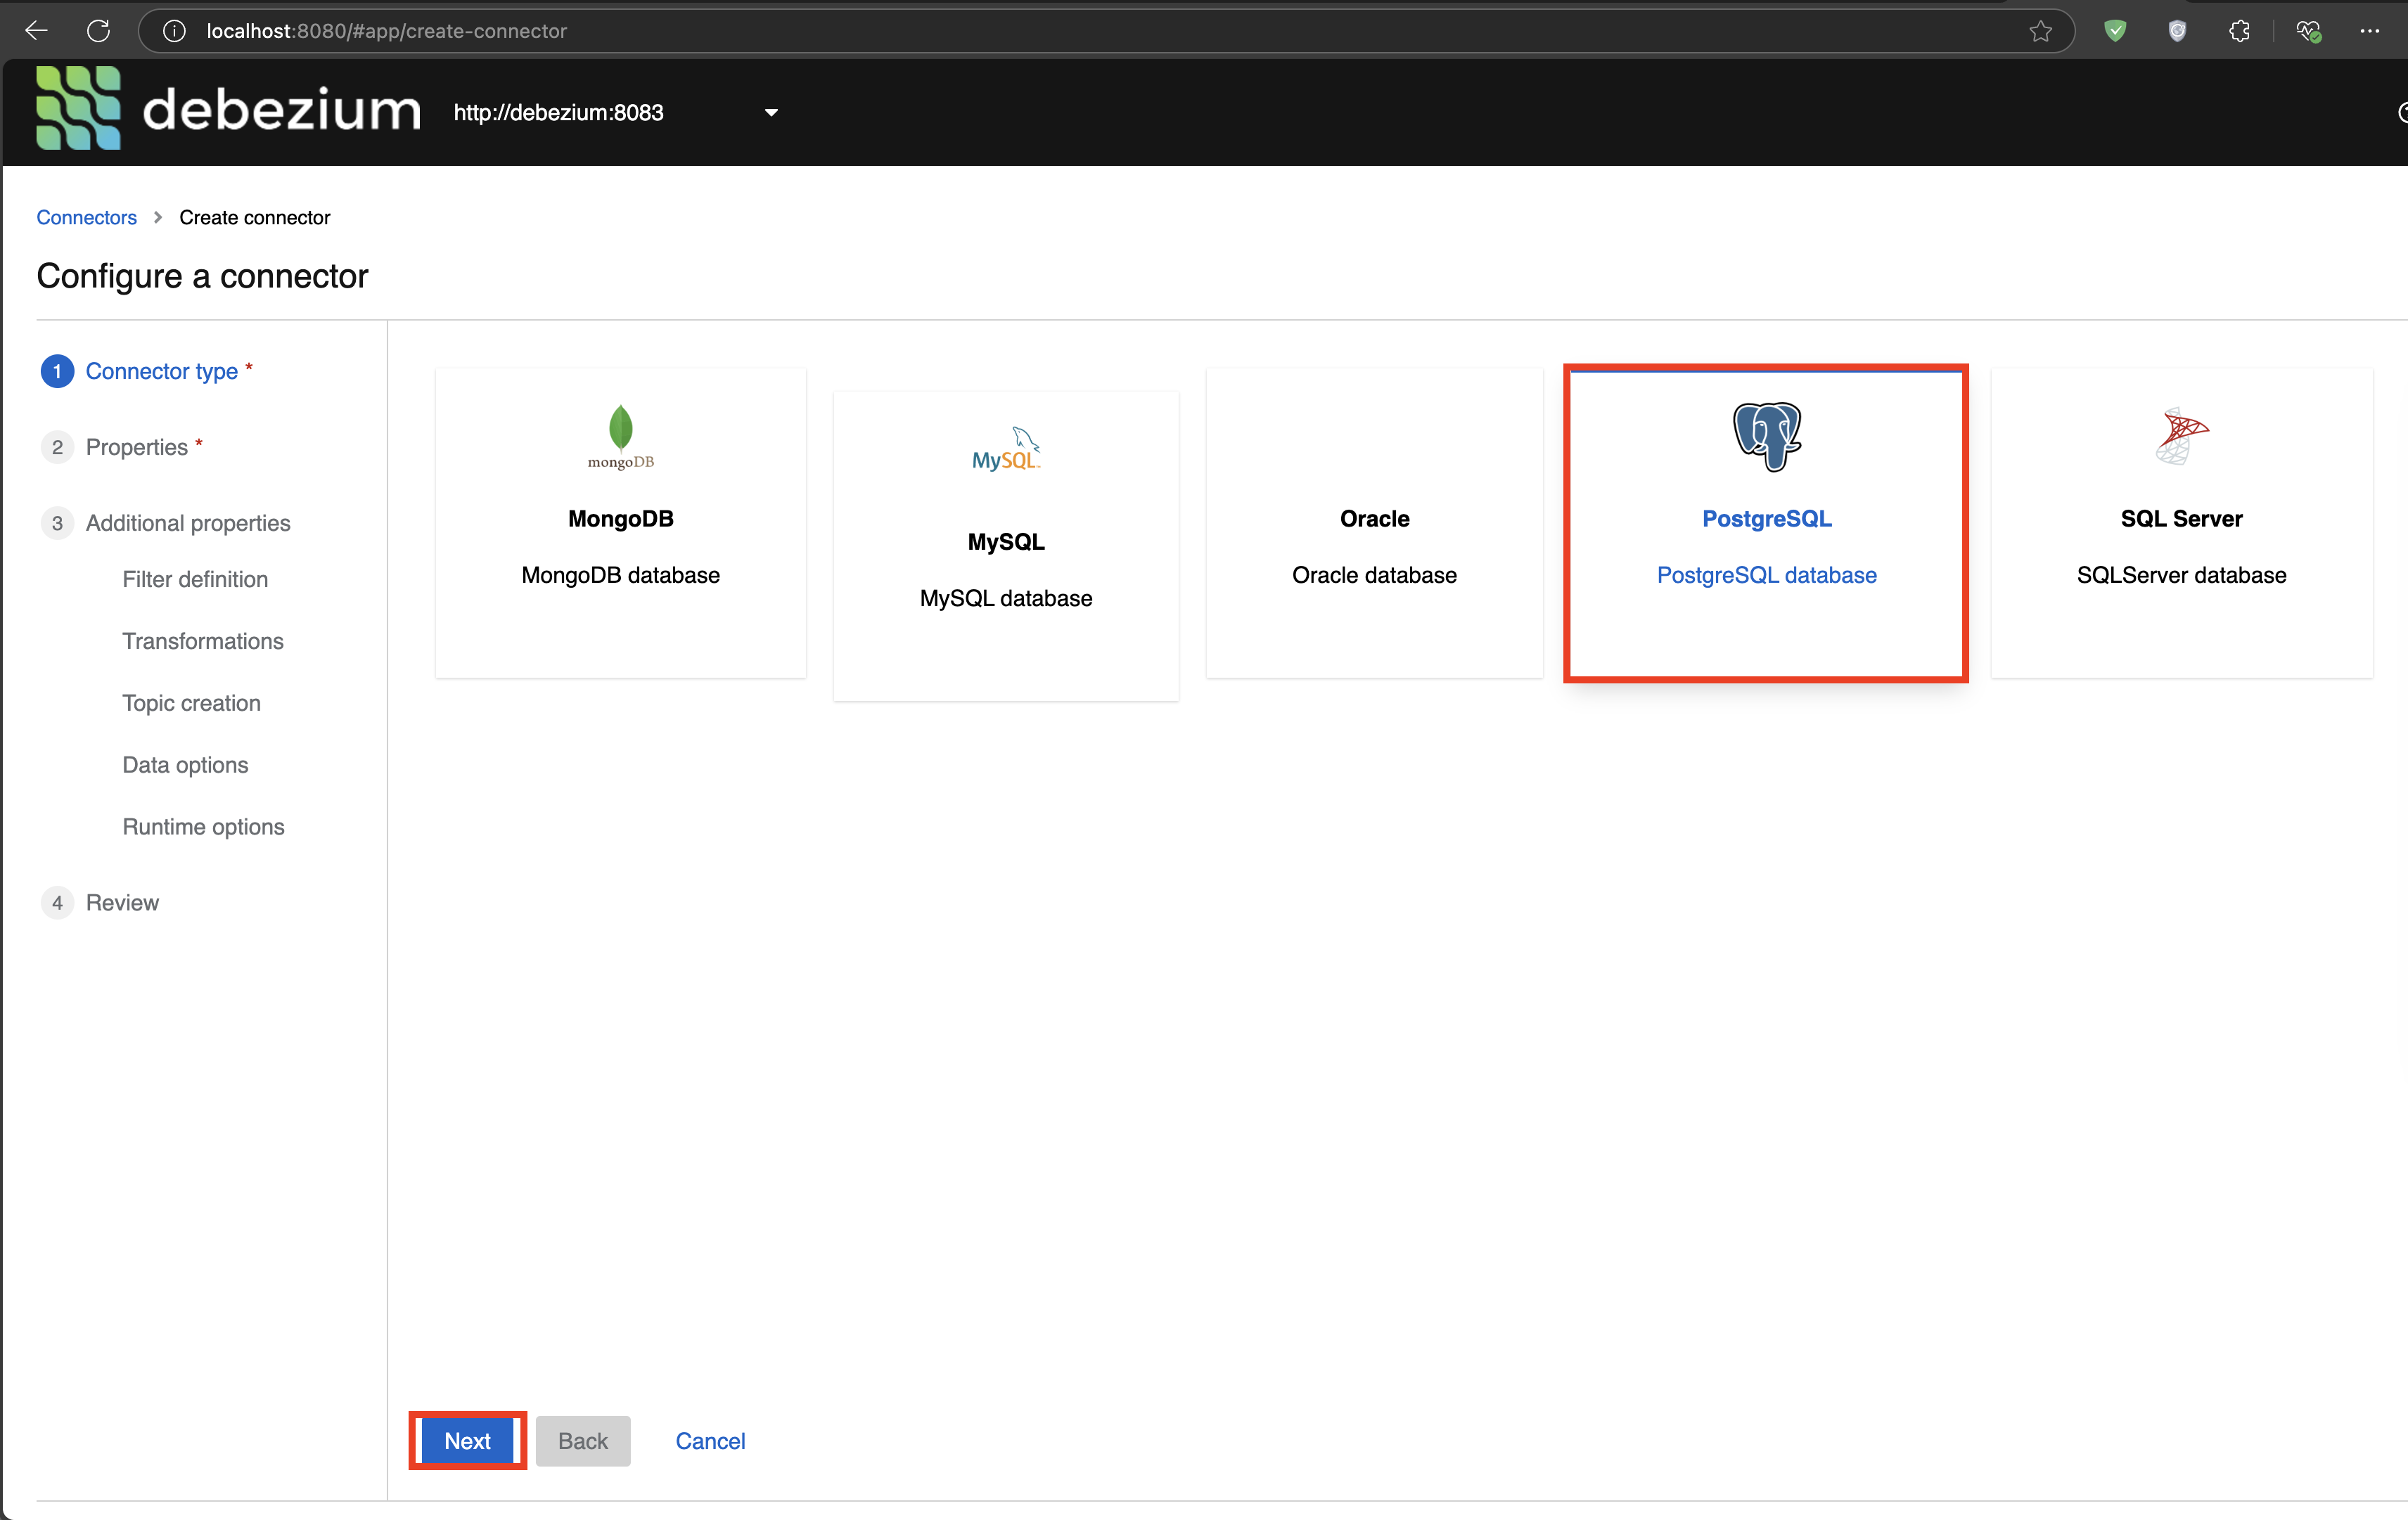 localhost:8080/#app/create-connector
debezium
http://debezium:8083
Connectors > Create connector
Configure a connector
1 Connector type *
2 Properties *
3 Additional properties
Filter definition
Transformations
Topic creation
Data options
Runtime options
4 Review
mongoDB
MongoDB
MongoDB database
MySQL™
MySQL
MySQL database
Oracle
Oracle database
PostgreSQL
PostgreSQL database
SQL Server
SQLServer database
Next
Back
Cancel